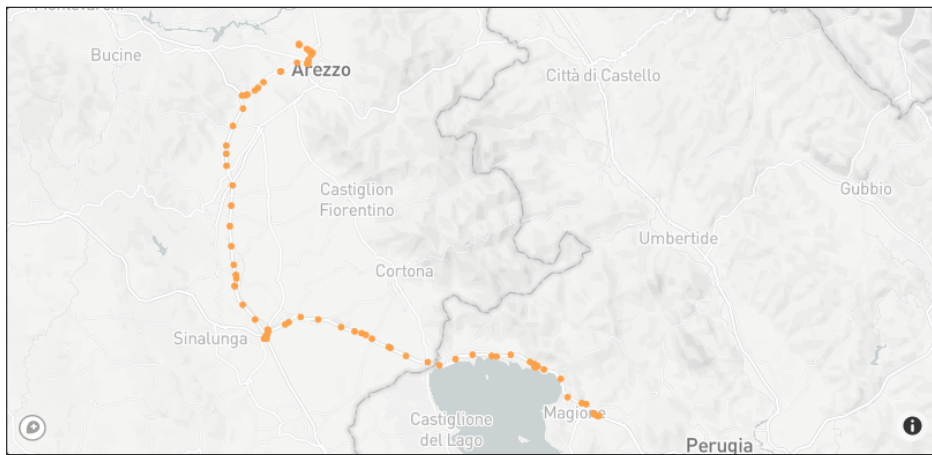 Bucine
Arezzo
Città di Castello
Castiglion
Fiorentino
Gubbio
Umbertide
Cortona
Sinalunga
Castiglione
del Lago
Magione
Perugia